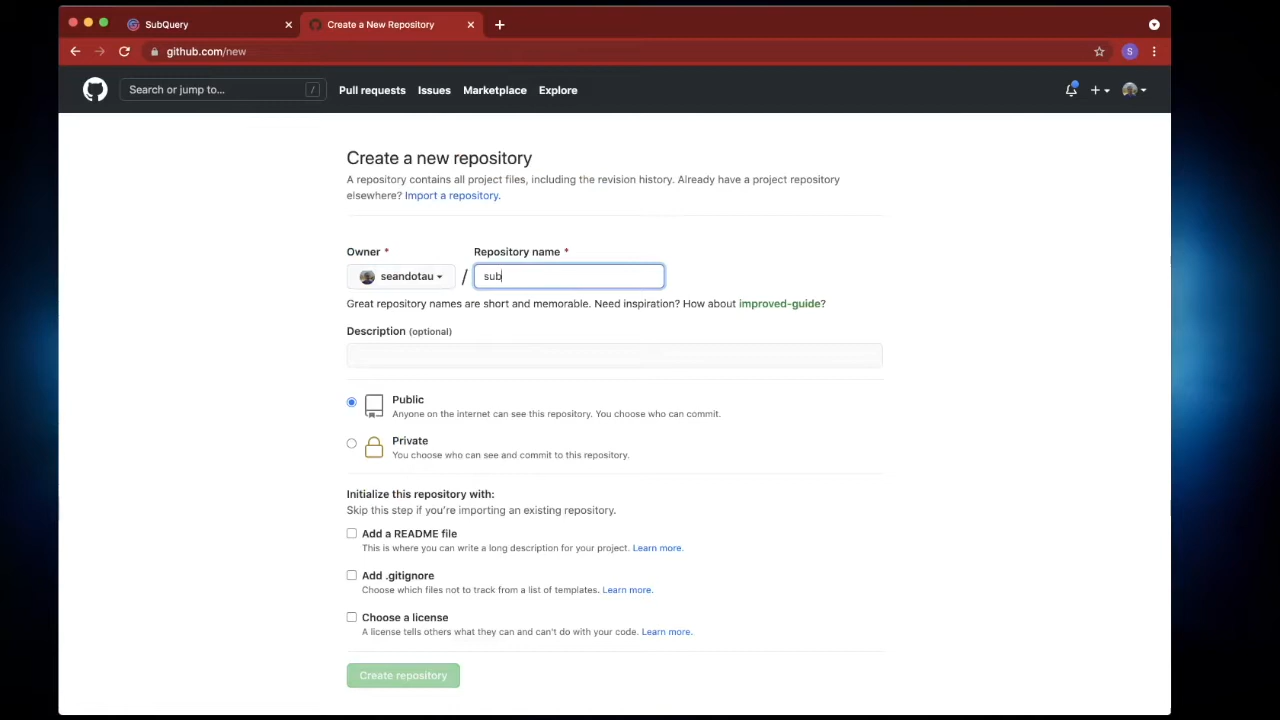 SubQuery
Create a New Repository
github.com/new
S
Search or jump to...
/
Pull requests Issues Marketplace Explore
Create a new repository
A repository contains all project files, including the revision history. Already have a project repository
elsewhere? Import a repository.
Owner * Repository name *
seandotau / sub
Great repository names are short and memorable. Need inspiration? How about improved-guide?
Description (optional)
Public
Anyone on the internet can see this repository. You choose who can commit.
Private
You choose who can see and commit to this repository.
Initialize this repository with:
Skip this step if you're importing an existing repository.
Add a README file
This is where you can write a long description for your project. Learn more.
Add .gitignore
Choose which files not to track from a list of templates. Learn more.
Choose a license
A license tells others what they can and can't do with your code. Learn more.
Create repository